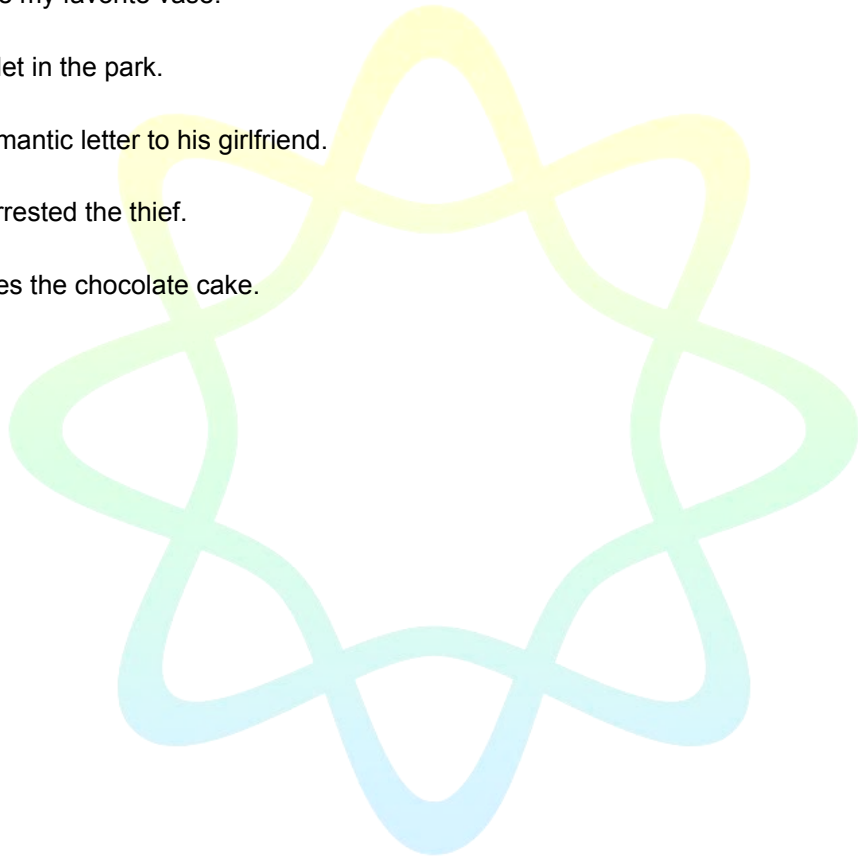 my favorite vase.
in the park.
letter to his girlfriend.
the thief.
the chocolate cake.